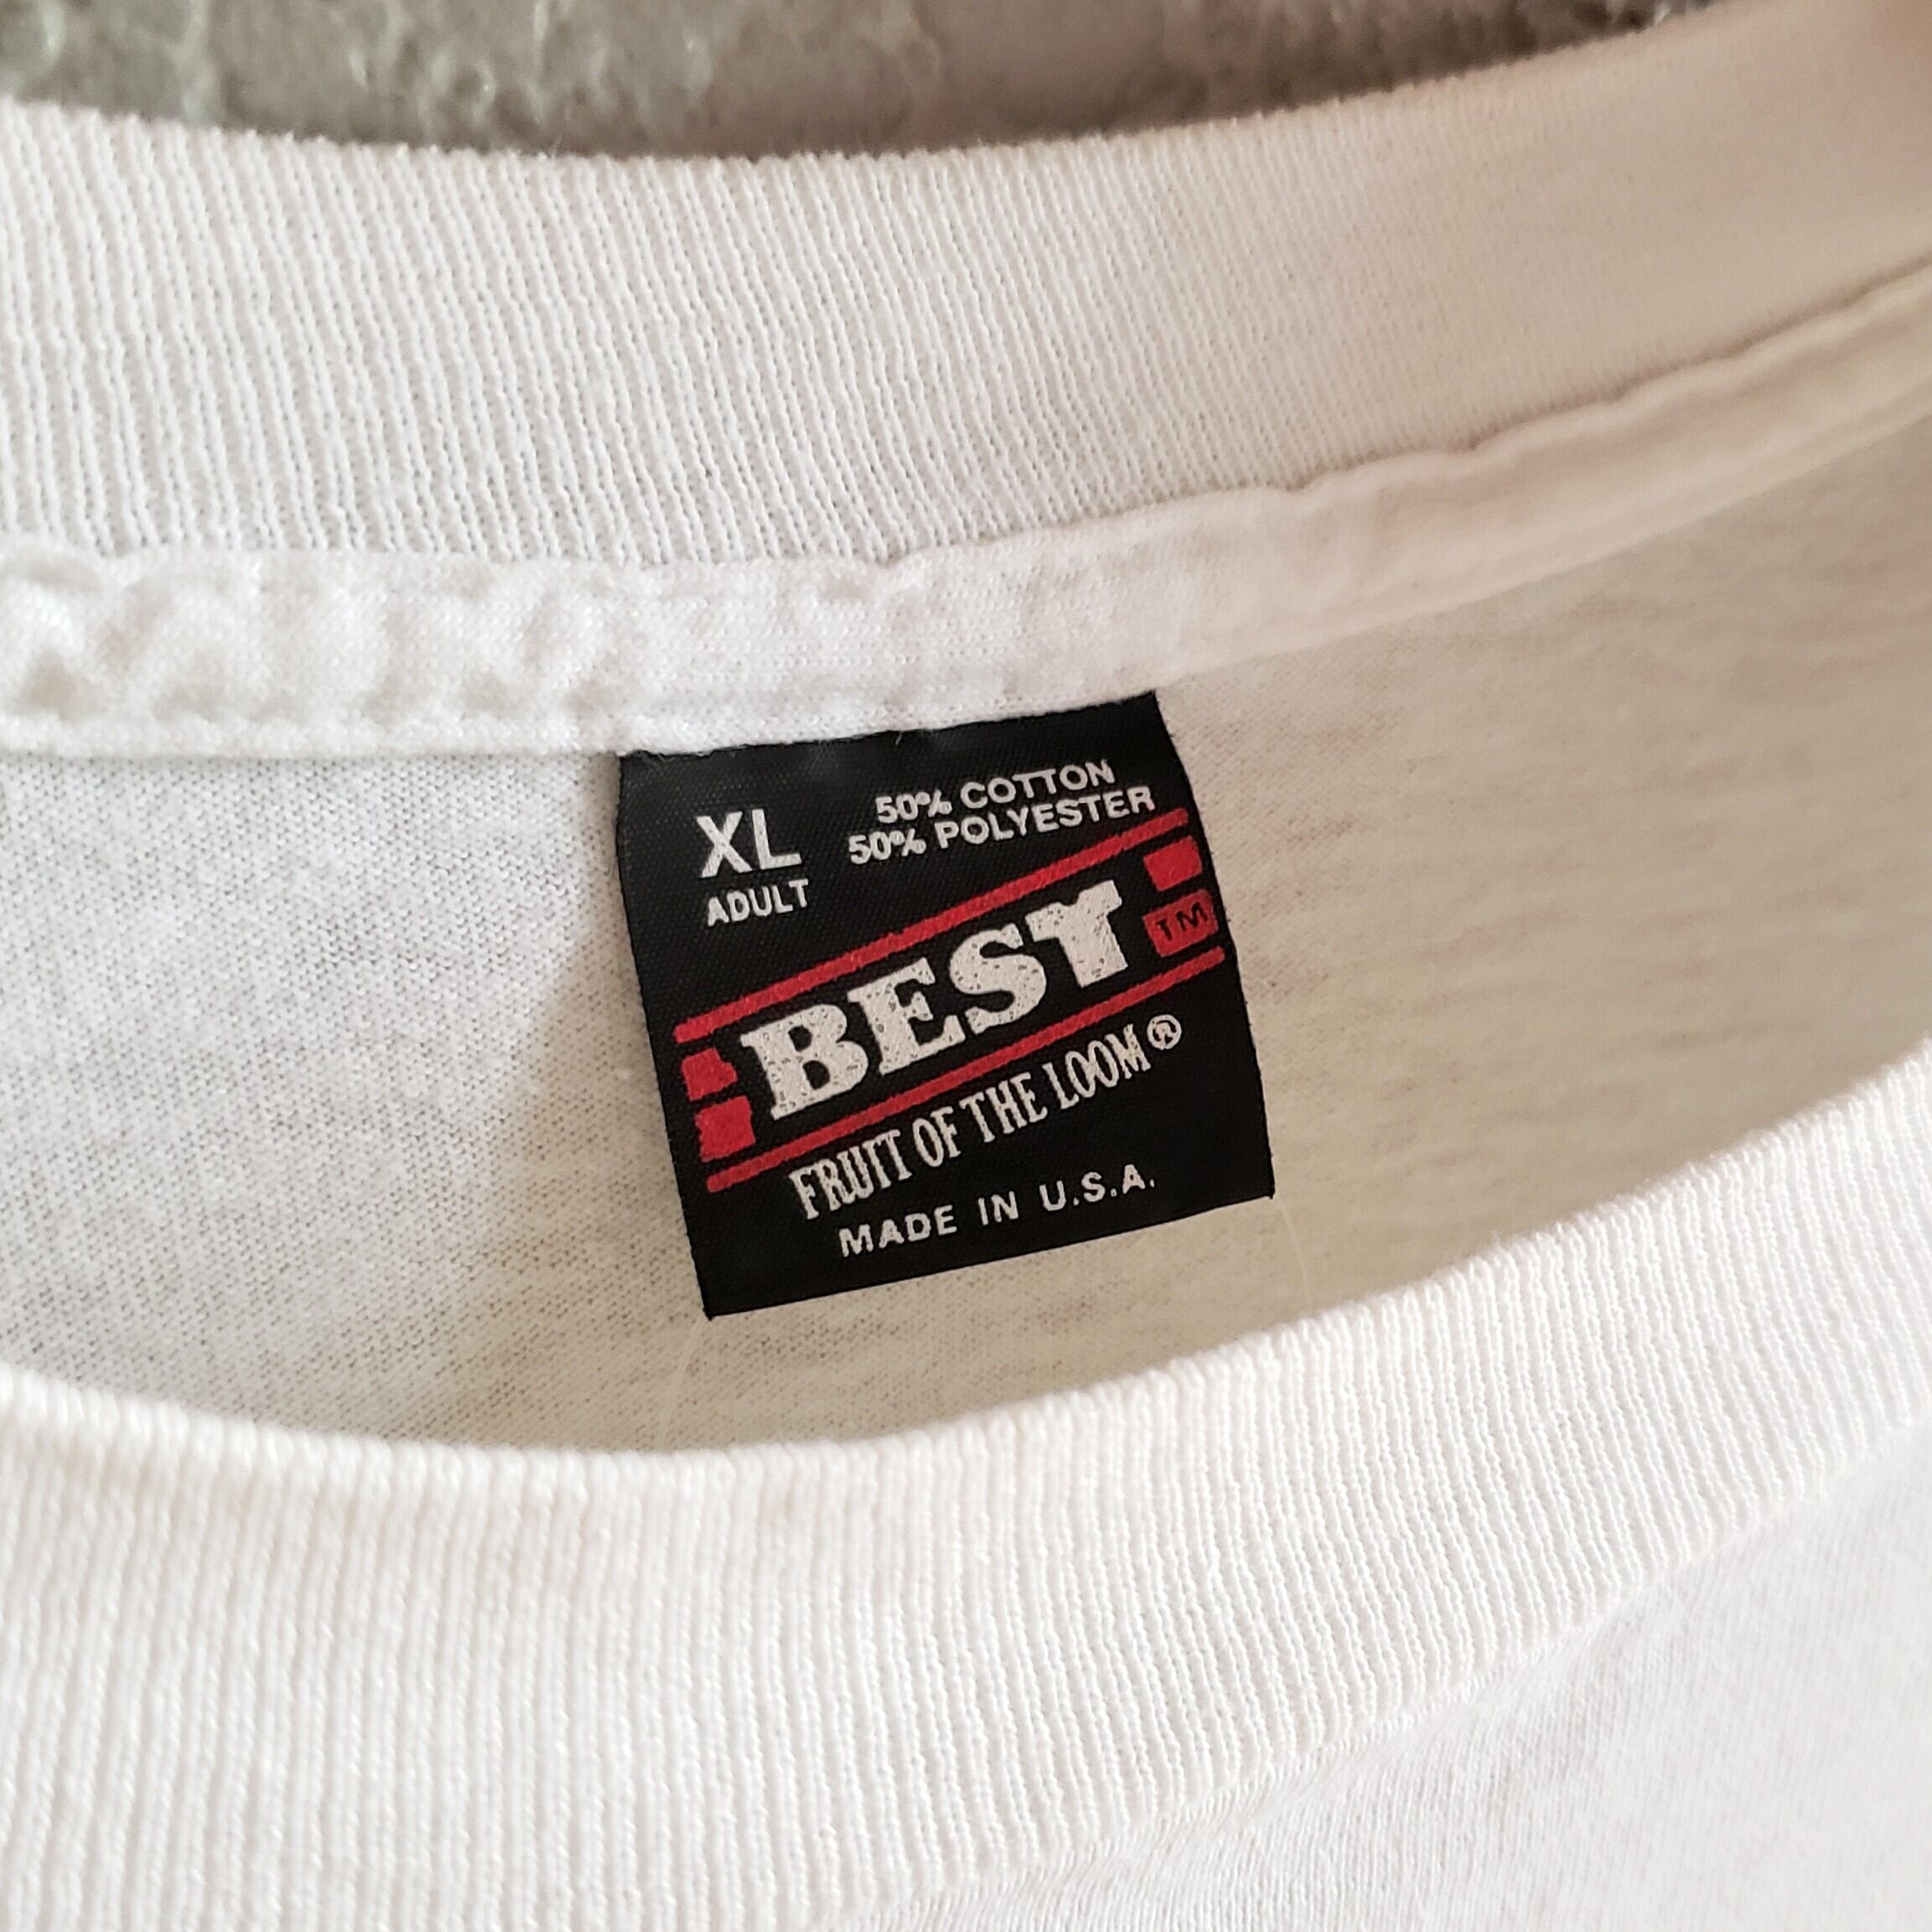 XL
ADULT
50% COTTON
50% POLYESTER
BEST
TM
FRUIT OF THE LOOM®
MADE IN U.S.A.